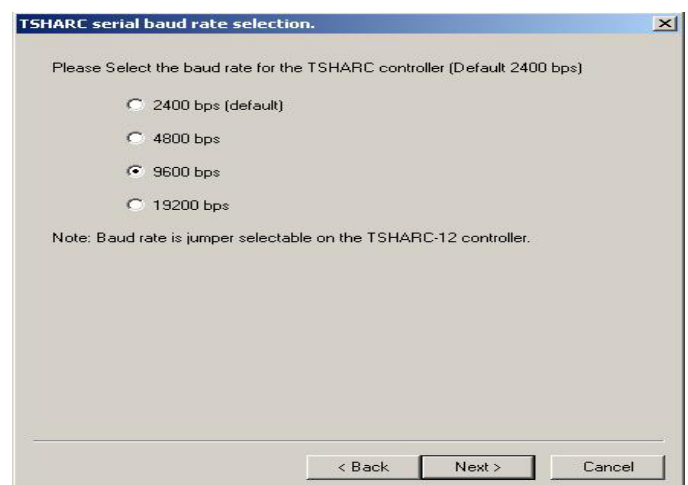 TSHARC serial baud rate selection.
Please Select the baud rate for the TSHARC controller (Default 2400 bps)
2400 bps (default)
4800 bps
9600 bps
19200 bps
Note: Baud rate is jumper selectable on the TSHARC-12 controller.
< Back Next > Cancel